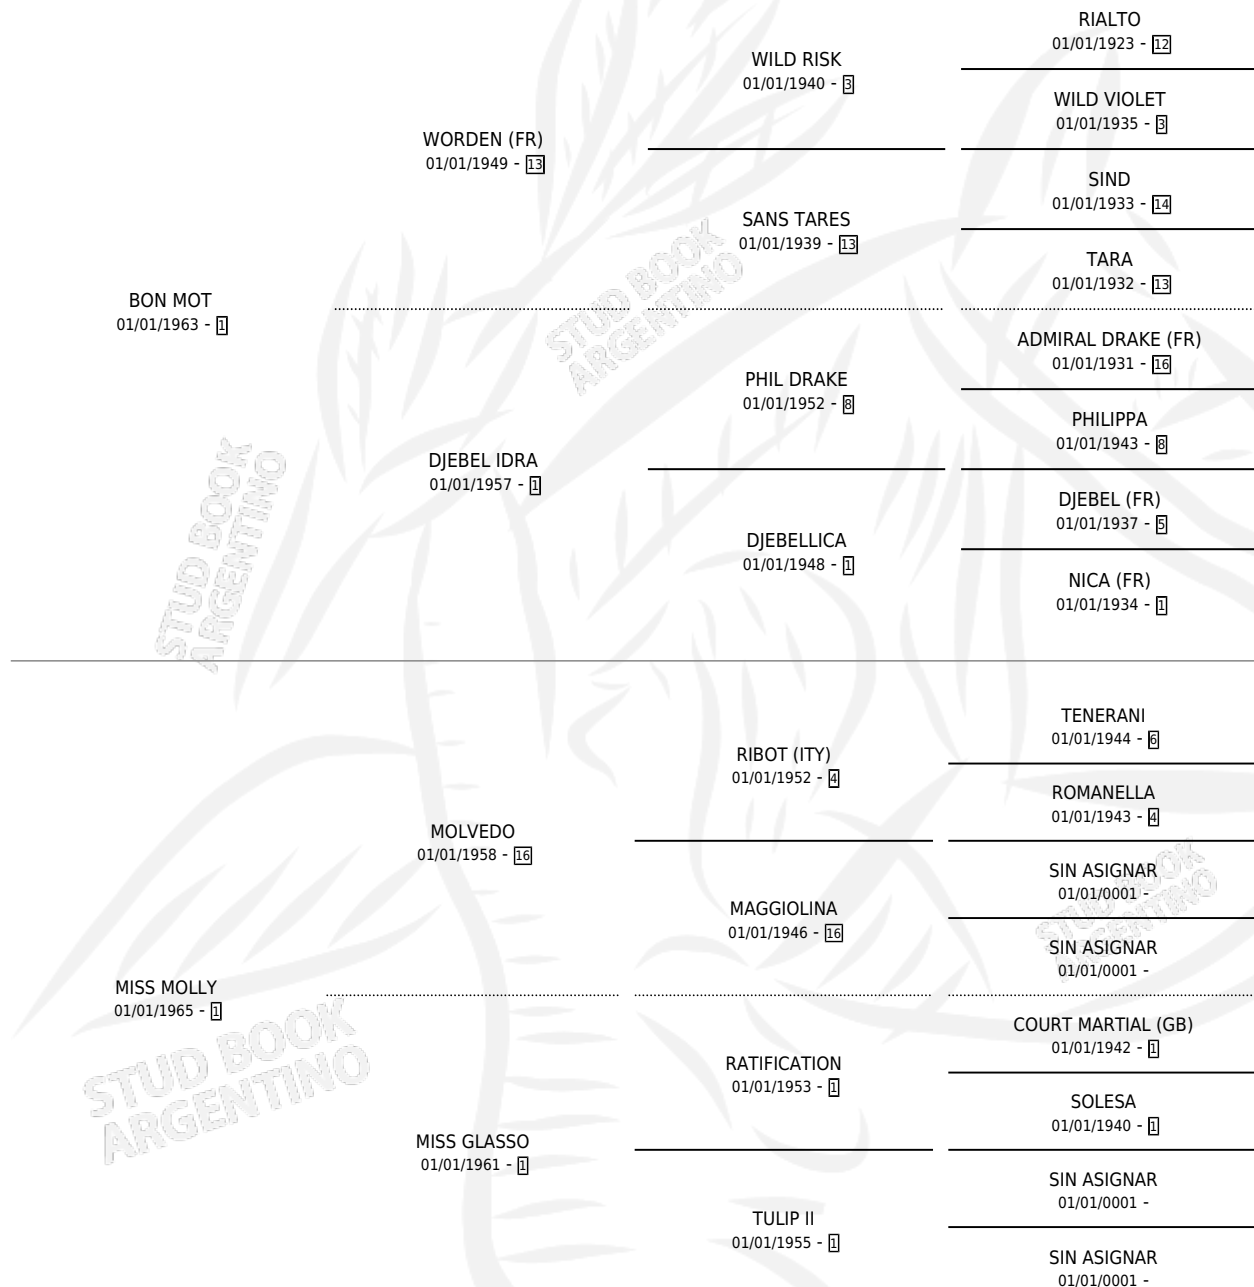 BON MOT
01/01/1963 - 1
WORDEN (FR)
01/01/1949 - 13
WILD RISK
01/01/1940 - 3
RIALTO
01/01/1923 - 12
WILD VIOLET
01/01/1935 - 3
SANS TARES
01/01/1939 - 13
SIND
01/01/1933 - 14
TARA
01/01/1932 - 13
DJEBEL IDRA
01/01/1957 - 1
PHIL DRAKE
01/01/1952 - 8
ADMIRAL DRAKE (FR)
01/01/1931 - 16
PHILIPPA
01/01/1943 - 8
DJEBELLICA
01/01/1948 - 1
DJEBEL (FR)
01/01/1937 - 5
NICA (FR)
01/01/1934 - 1
MISS MOLLY
01/01/1965 - 1
MOLVEDO
01/01/1958 - 16
RIBOT (ITY)
01/01/1952 - 4
TENERANI
01/01/1944 - 6
ROMANELLA
01/01/1943 - 4
MAGGIOLINA
01/01/1946 - 16
SIN ASIGNAR
01/01/0001 -
SIN ASIGNAR
01/01/0001 -
MISS GLASSO
01/01/1961 - 1
RATIFICATION
01/01/1953 - 1
COURT MARTIAL (GB)
01/01/1942 - 1
SOLESA
01/01/1940 - 1
TULIP II
01/01/1955 - 1
SIN ASIGNAR
01/01/0001 -
SIN ASIGNAR
01/01/0001 -
STUD BOOK
ARGENTINO
STUD BOOK
ARGENTINO
STUD BOOK
ARGENTINO
STUD BOOK
ARGENTINO